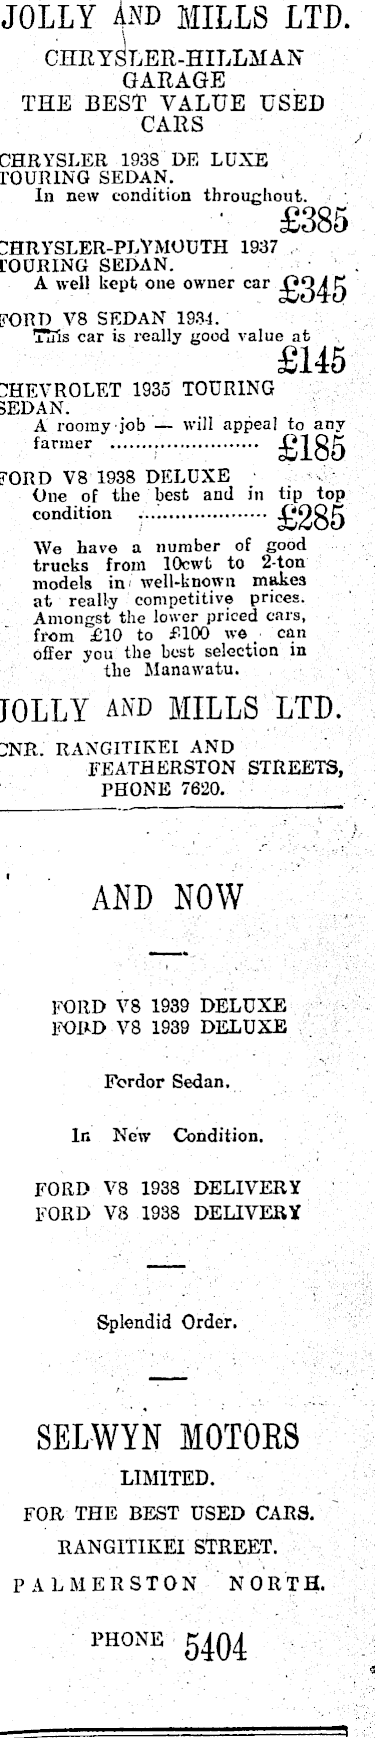 JOLLY AND MILLS LTD.
CHRYSLER-HILLMAN
GARAGE
THE BEST VALUE USED
CARS
CHRYSLER 1938 DE LUXE
TOURING SEDAN.
In new condition throughout.
£385
CHRYSLER-PLYMOUTH 1937
TOURING SEDAN.
A well kept one owner car £345
FORD V8 SEDAN 1934.
This car is really good value at
£145
CHEVROLET 1935 TOURING
SEDAN.
A roomy job — will appeal to any
farmer ........................ £185
FORD V8 1938 DELUXE
One of the best and in tip top
condition .................... £285
We have a number of good
trucks from 10cwt to 2-ton
models in well-known makes
at really competitive prices.
Amongst the lower priced cars,
from £10 to £100 we can
offer you the best selection in
the Manawatu.
JOLLY AND MILLS LTD.
CNR. RANGITIKEI AND
FEATHERSTON STREETS,
PHONE 7620.
AND NOW
FORD V8 1939 DELUXE
FORD V8 1939 DELUXE
Fordor Sedan.
In New Condition.
FORD V8 1938 DELIVERY
FORD V8 1938 DELIVERY
Splendid Order.
SELWYN MOTORS
LIMITED.
FOR THE BEST USED CARS.
RANGITIKEI STREET.
PALMERSTON NORTH.
PHONE 5404